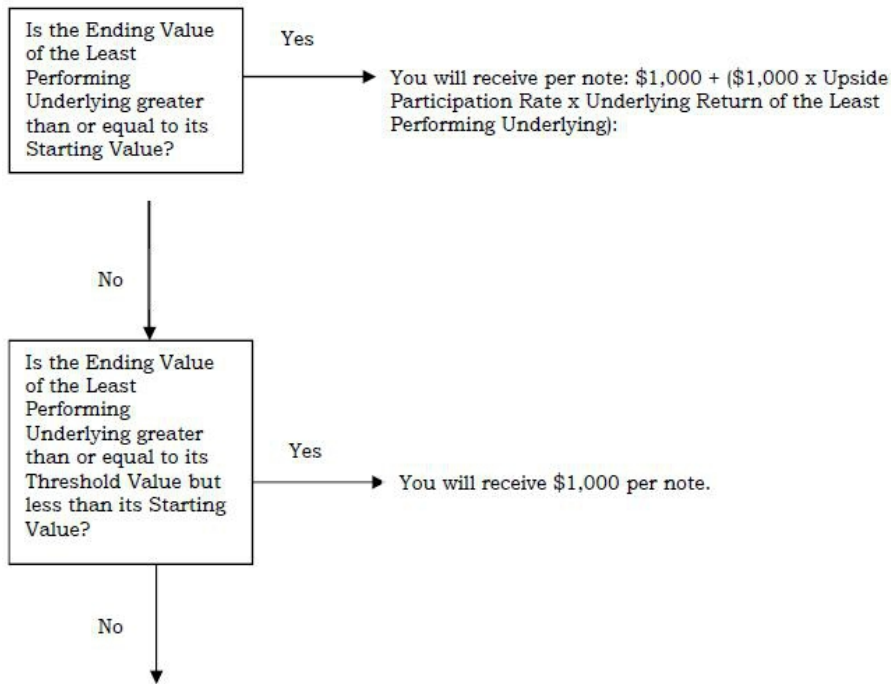 Is the Ending Value
of the Least
Performing
Underlying greater
than or equal to its
Starting Value?
Yes
You will receive per note: $1,000 + ($1,000 x Upside
Participation Rate x Underlying Return of the Least
Performing Underlying):
No
Is the Ending Value
of the Least
Performing
Underlying greater
than or equal to its
Threshold Value but
less than its Starting
Value?
Yes
You will receive $1,000 per note.
No